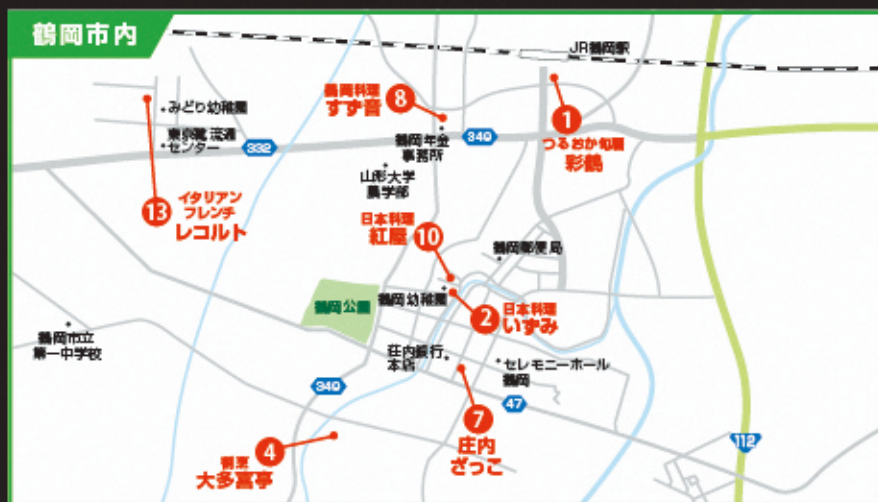 鶴岡市内
JR鶴岡駅
鶴岡料理
すず音
8
みどり幼稚園
東京靴流通
センター
332
349
1
つるおか旬膳
彩鶴
鶴岡年金
事務所
山形大学
農学部
13
イタリアン
フレンチ
レコルト
日本料理
紅屋
10
鶴岡郵便局
鶴岡公園
鶴岡幼稚園
2
日本料理
いずみ
鶴岡市立
第一中学校
荘内銀行
本店
セレモニーホール
鶴岡
349
47
7
庄内
ざっこ
112
4
割烹
大多喜亭